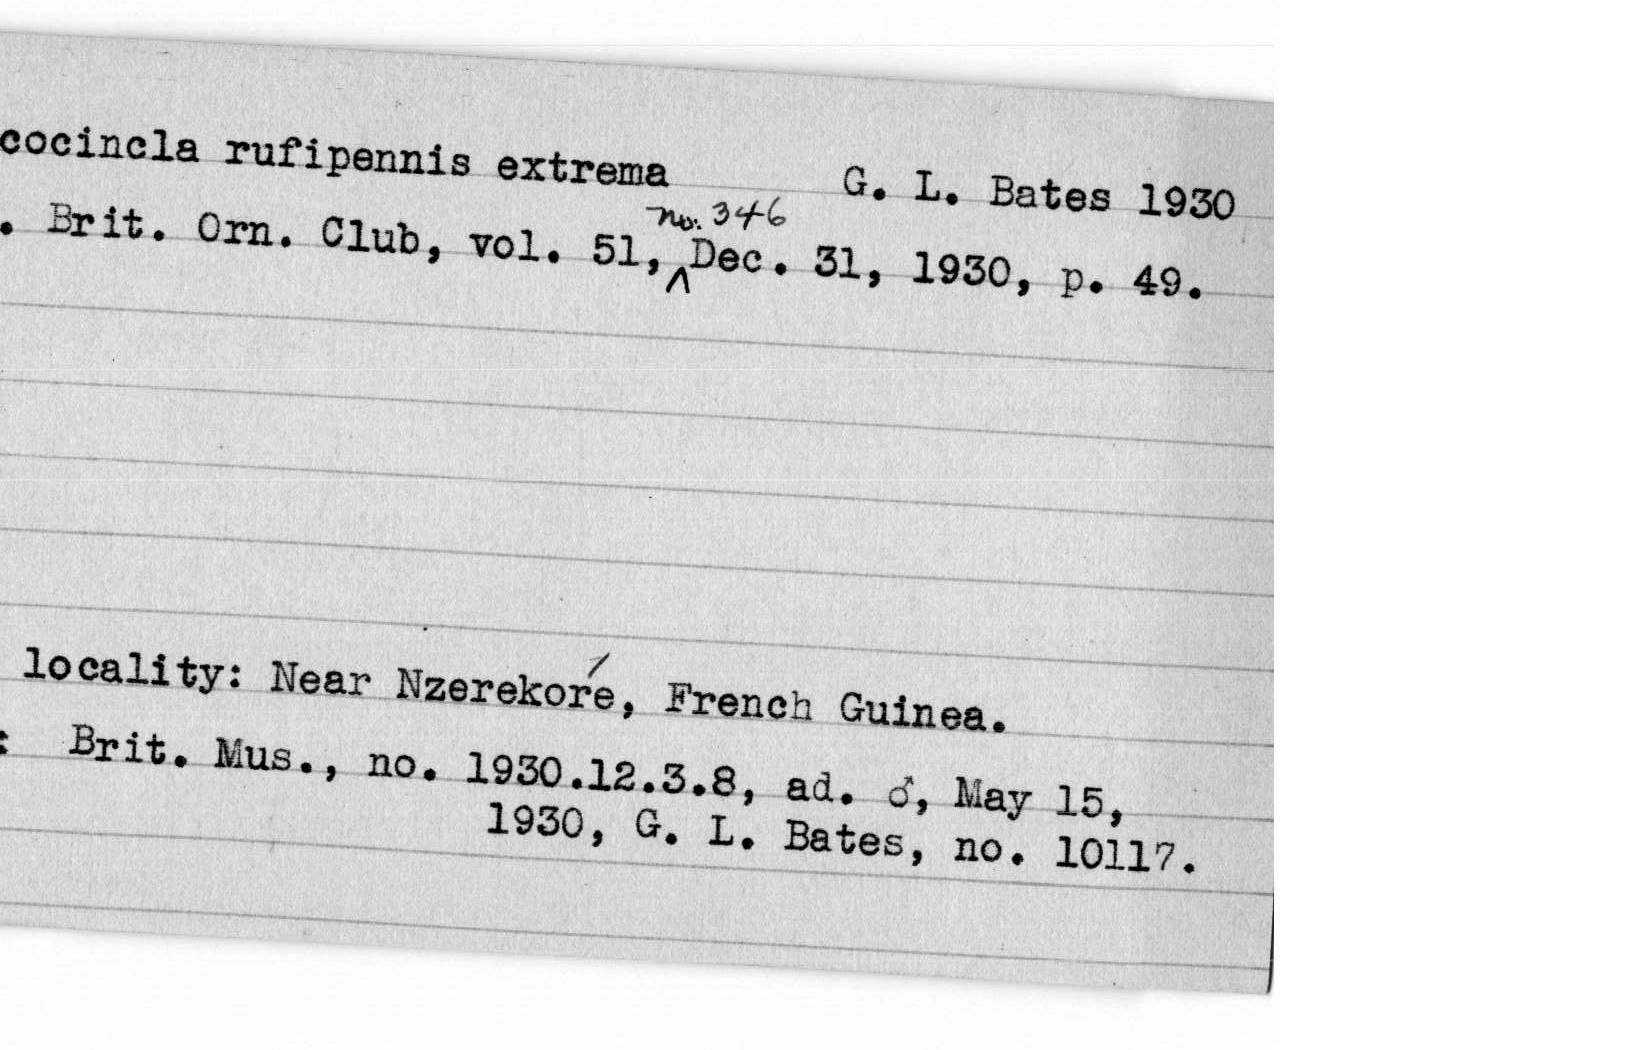 cocincla rufipennis extrema G. L. Bates 1930
. Brit. Orn. Club, vol. 51, no. 346 Dec. 31, 1930, p. 49.
locality: Near Nzerekoré, French Guinea.
: Brit. Mus., no. 1930.12.3.8, ad. ♂, May 15,
1930, G. L. Bates, no. 10117.